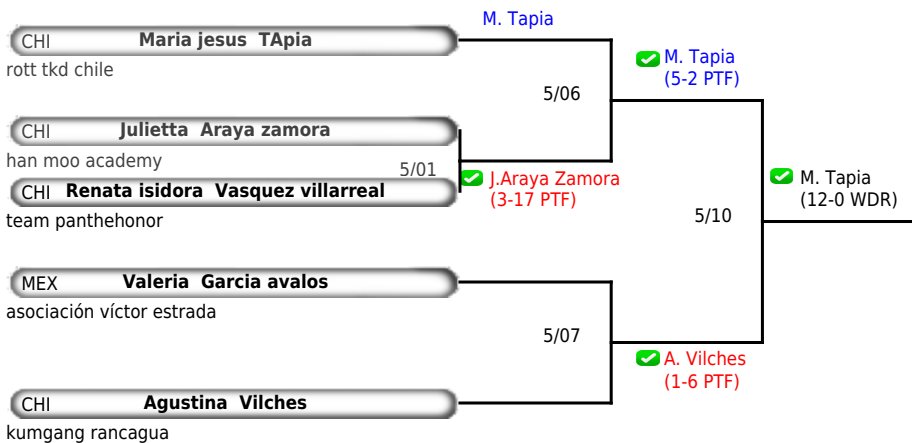 M. Tapia
CHI Maria jesus TApia
rott tkd chile
M. Tapia
(5-2 PTF)
5/06
CHI Julietta Araya zamora
han moo academy
5/01
J.Araya Zamora
(3-17 PTF)
M. Tapia
(12-0 WDR)
CHI Renata isidora Vasquez villarreal
team panthehonor
5/10
MEX Valeria Garcia avalos
asociación víctor estrada
5/07
A. Vilches
(1-6 PTF)
CHI Agustina Vilches
kumgang rancagua